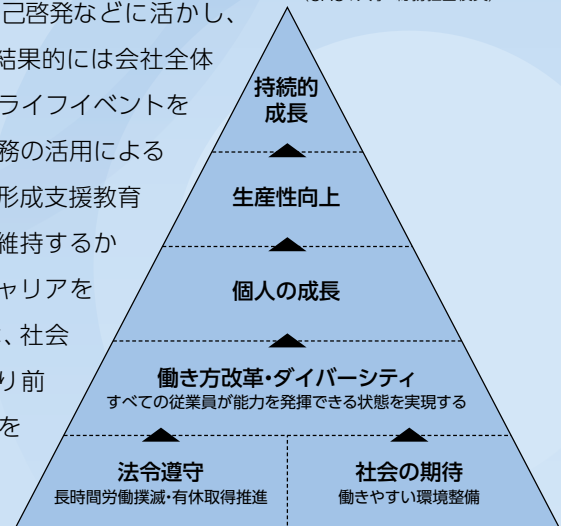 己啓発などに活かし、
結果的には会社全体
ライフイベントを
務の活用による
形成支援教育
維持するか
ャリアを
、社会
り前
を
持続的
成長
生産性向上
個人の成長
働き方改革・ダイバーシティ
すべての従業員が能力を発揮できる状態を実現する
法令遵守
長時間労働撲滅・有休取得推進
社会の期待
働きやすい環境整備